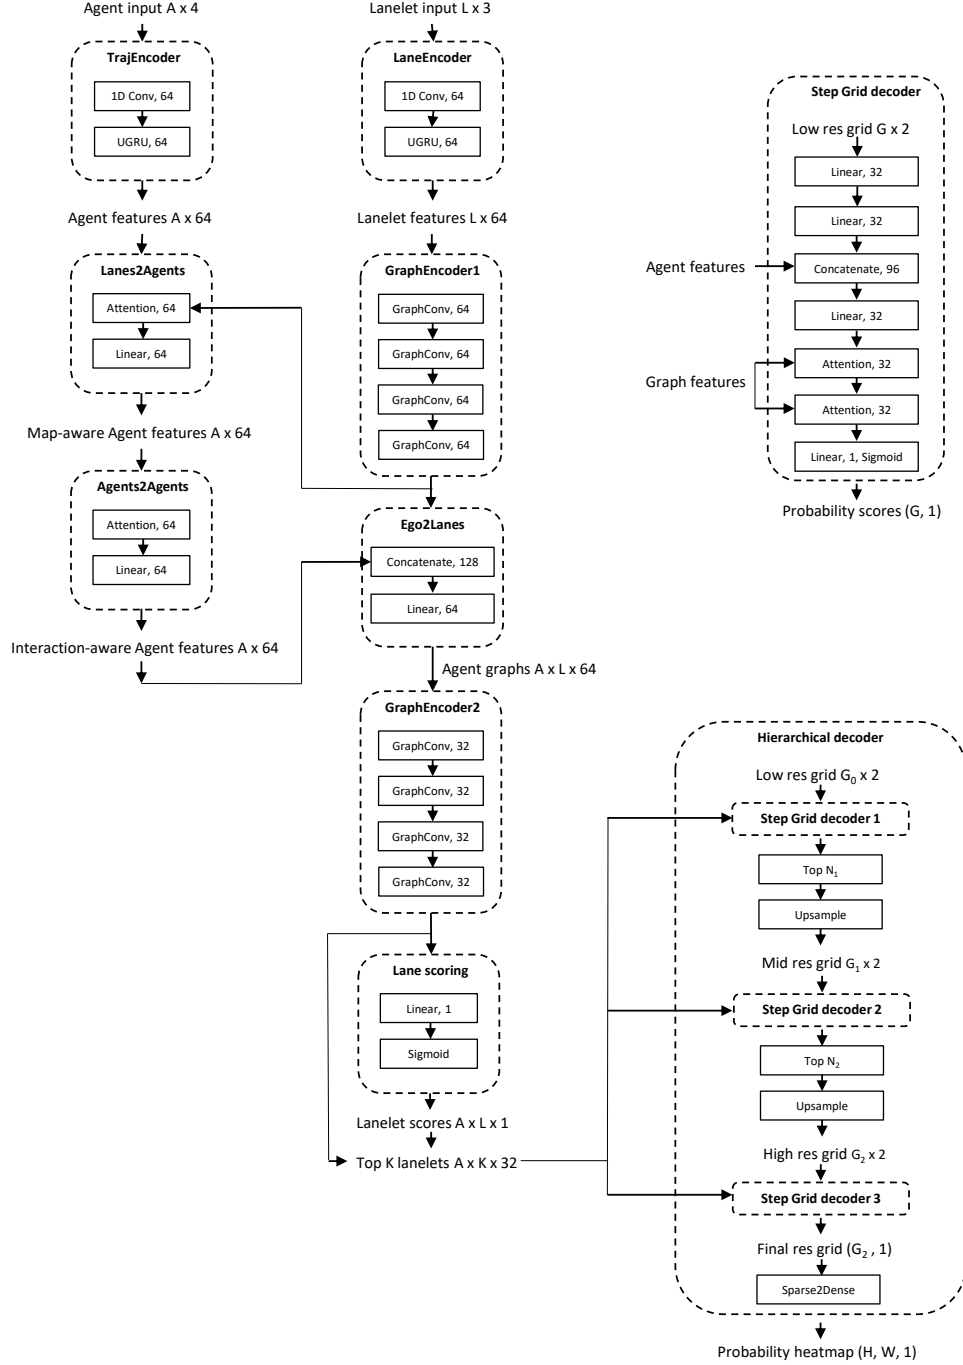 Agent input A x 4
TrajEncoder
1D Conv, 64
UGRU, 64
Agent features A x 64
Lanes2Agents
Attention, 64
Linear, 64
Map-aware Agent features A x 64
Agents2Agents
Attention, 64
Linear, 64
Interaction-aware Agent features A x 64
Lanelet input L x 3
LaneEncoder
1D Conv, 64
UGRU, 64
Lanelet features L x 64
GraphEncoder1
GraphConv, 64
GraphConv, 64
GraphConv, 64
GraphConv, 64
Ego2Lanes
Concatenate, 128
Linear, 64
Agent graphs A x L x 64
GraphEncoder2
GraphConv, 32
GraphConv, 32
GraphConv, 32
GraphConv, 32
Lane scoring
Linear, 1
Sigmoid
Lanelet scores A x L x 1
Top K lanelets A x K x 32
Step Grid decoder
Low res grid G x 2
Linear, 32
Linear, 32
Agent features
Concatenate, 96
Linear, 32
Graph features
Attention, 32
Attention, 32
Linear, 1, Sigmoid
Probability scores (G, 1)
Hierarchical decoder
Low res grid G₀ x 2
Step Grid decoder 1
Top N₁
Upsample
Mid res grid G₁ x 2
Step Grid decoder 2
Top N₂
Upsample
High res grid G₂ x 2
Step Grid decoder 3
Final res grid (G₂ , 1)
Sparse2Dense
Probability heatmap (H, W, 1)